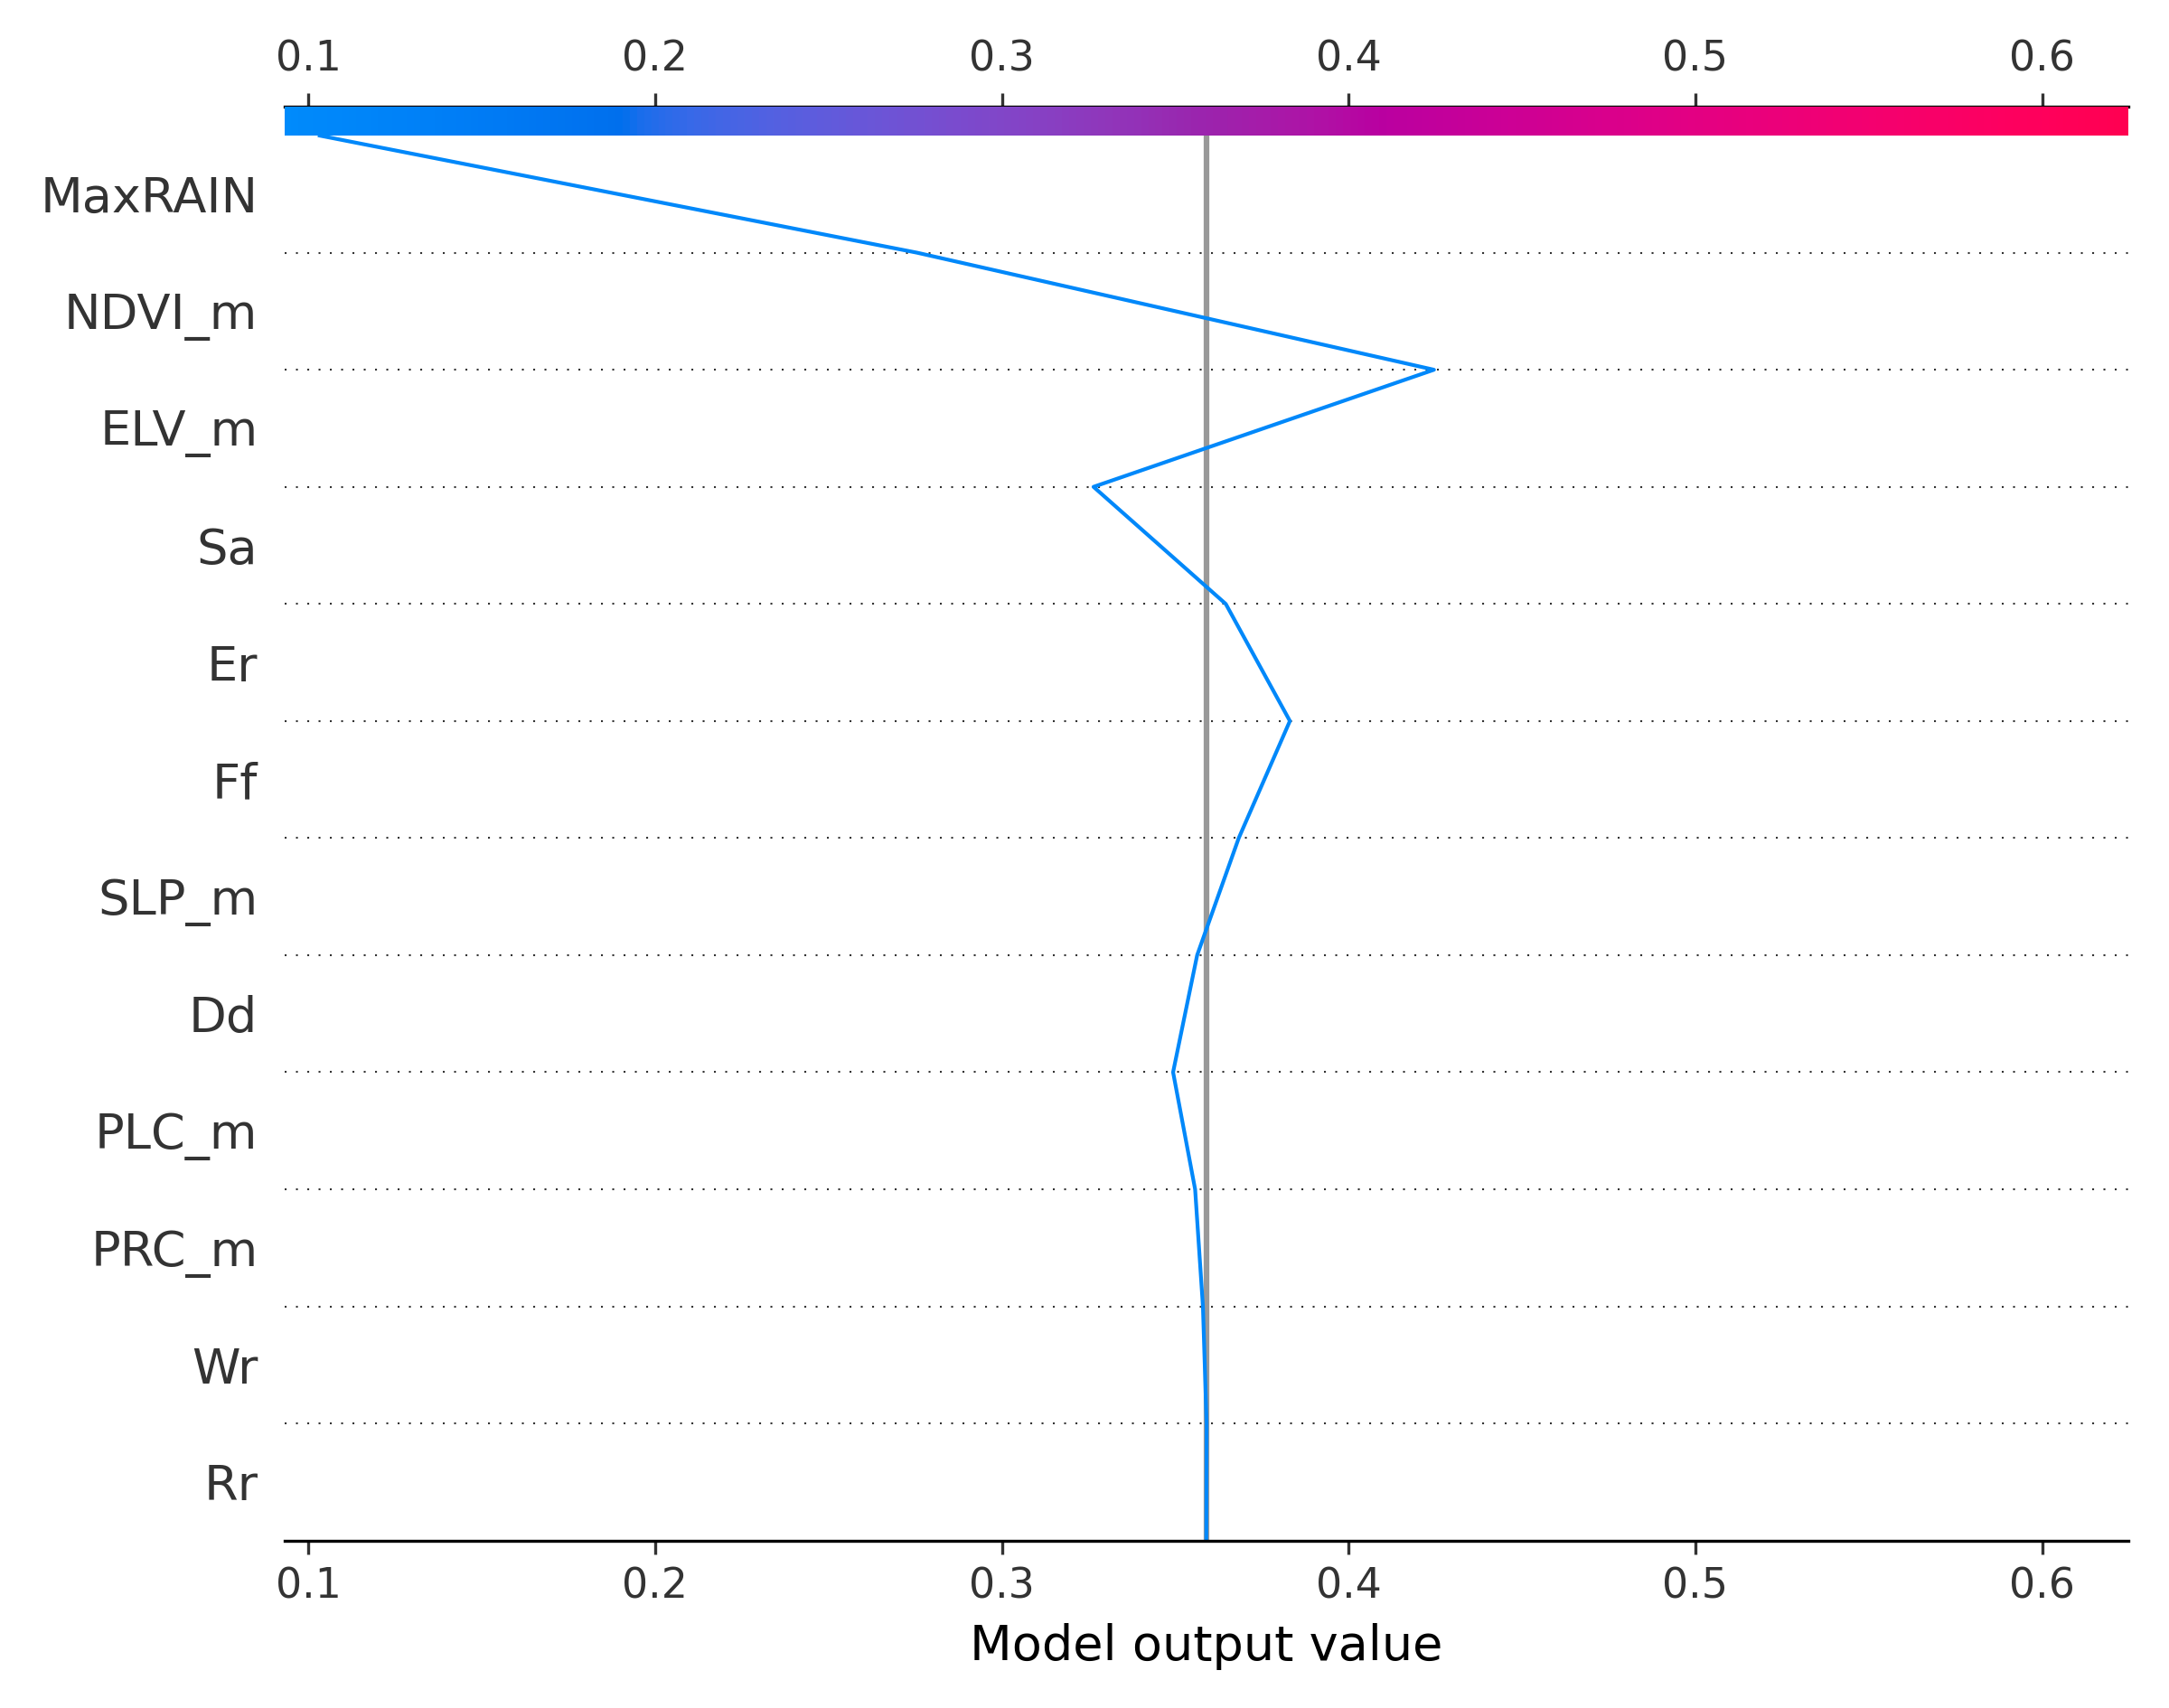 0.1 0.2 0.3 0.4 0.5 0.6
MaxRAIN
NDVI_m
ELV_m
Sa
Er
Ff
SLP_m
Dd
PLC_m
PRC_m
Wr
Rr
0.1 0.2 0.3 0.4 0.5 0.6
Model output value